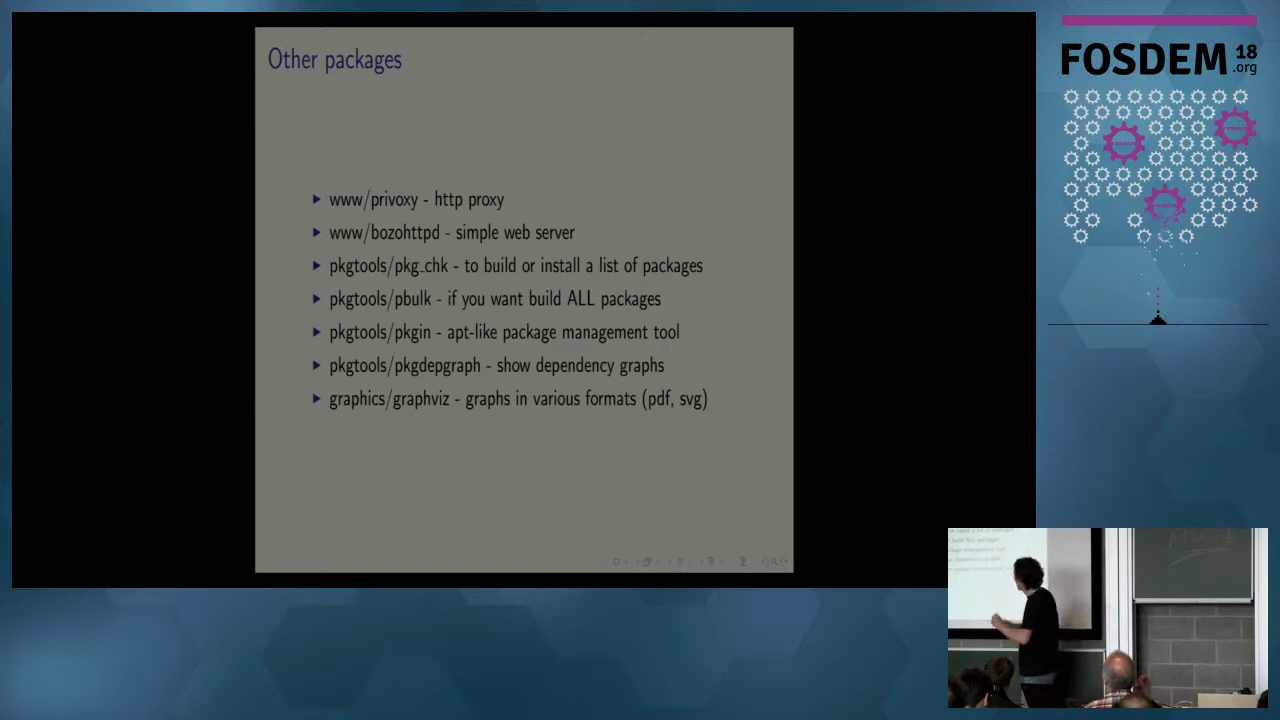 Other packages
www/privoxy - http proxy
www/bozohttpd - simple web server
pkgtools/pkg_chk - to build or install a list of packages
pkgtools/pbulk - if you want build ALL packages
pkgtools/pkgin - apt-like package management tool
pkgtools/pkgdepgraph - show dependency graphs
graphics/graphviz - graphs in various formats (pdf, svg)
FOSDEM 18
.org